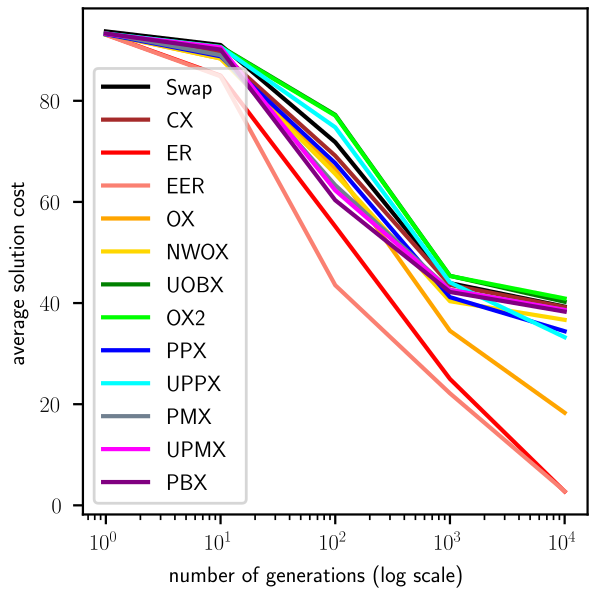 average solution cost
80
60
40
20
0
Swap
CX
ER
EER
OX
NWOX
UOBX
OX2
PPX
UPPX
PMX
UPMX
PBX
10⁰ 10¹ 10² 10³ 10⁴
number of generations (log scale)